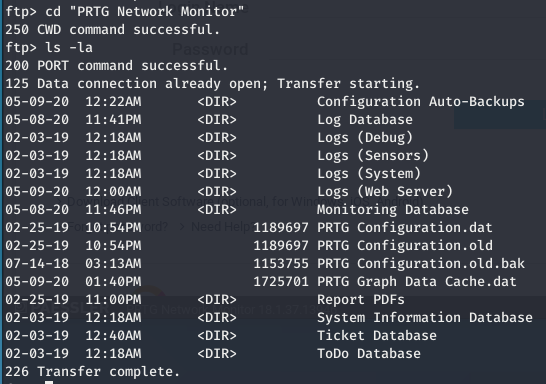 ftp> cd "PRTG Network Monitor"
250 CWD command successful.
ftp> ls -la
200 PORT command successful.
125 Data connection already open; Transfer starting.
05-09-20  12:22AM       <DIR>          Configuration Auto-Backups
05-08-20  11:41PM       <DIR>          Log Database
02-03-19  12:18AM       <DIR>          Logs (Debug)
02-03-19  12:18AM       <DIR>          Logs (Sensors)
02-03-19  12:18AM       <DIR>          Logs (System)
05-09-20  12:00AM       <DIR>          Logs (Web Server)
05-08-20  11:46PM       <DIR>          Monitoring Database
02-25-19  10:54PM              1189697 PRTG Configuration.dat
02-25-19  10:54PM              1189697 PRTG Configuration.old
07-14-18  03:13AM              1153755 PRTG Configuration.old.bak
05-09-20  01:40PM              1725701 PRTG Graph Data Cache.dat
02-25-19  11:00PM       <DIR>          Report PDFs
02-03-19  12:18AM       <DIR>          System Information Database
02-03-19  12:40AM       <DIR>          Ticket Database
02-03-19  12:18AM       <DIR>          ToDo Database
226 Transfer complete.
Password